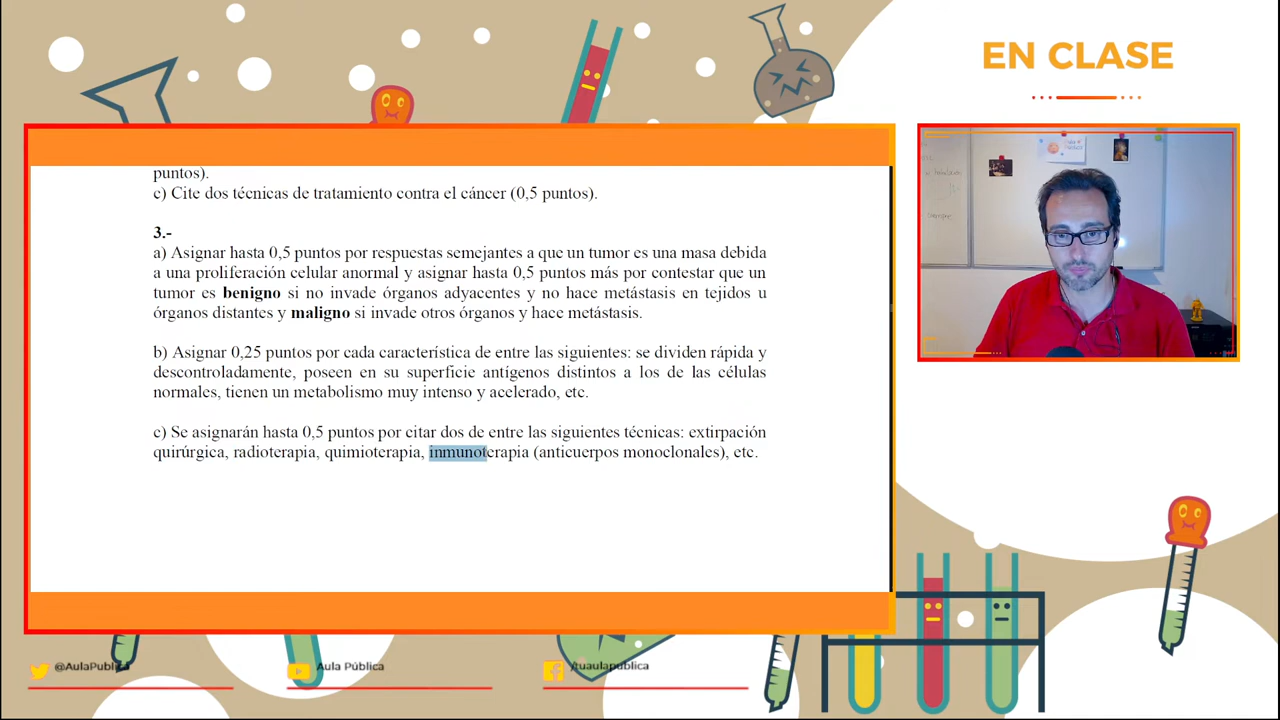 EN CLASE
puntos).
c) Cite dos técnicas de tratamiento contra el cáncer (0,5 puntos).
3.-
a) Asignar hasta 0,5 puntos por respuestas semejantes a que un tumor es una masa debida
a una proliferación celular anormal y asignar hasta 0,5 puntos más por contestar que un
tumor es benigno si no invade órganos adyacentes y no hace metástasis en tejidos u
órganos distantes y maligno si invade otros órganos y hace metástasis.
b) Asignar 0,25 puntos por cada característica de entre las siguientes: se dividen rápida y
descontroladamente, poseen en su superficie antígenos distintos a los de las células
normales, tienen un metabolismo muy intenso y acelerado, etc.
c) Se asignarán hasta 0,5 puntos por citar dos de entre las siguientes técnicas: extirpación
quirúrgica, radioterapia, quimioterapia, inmunoterapia (anticuerpos monoclonales), etc.
@AulaPublica
Aula Pública
/tuaulapublica